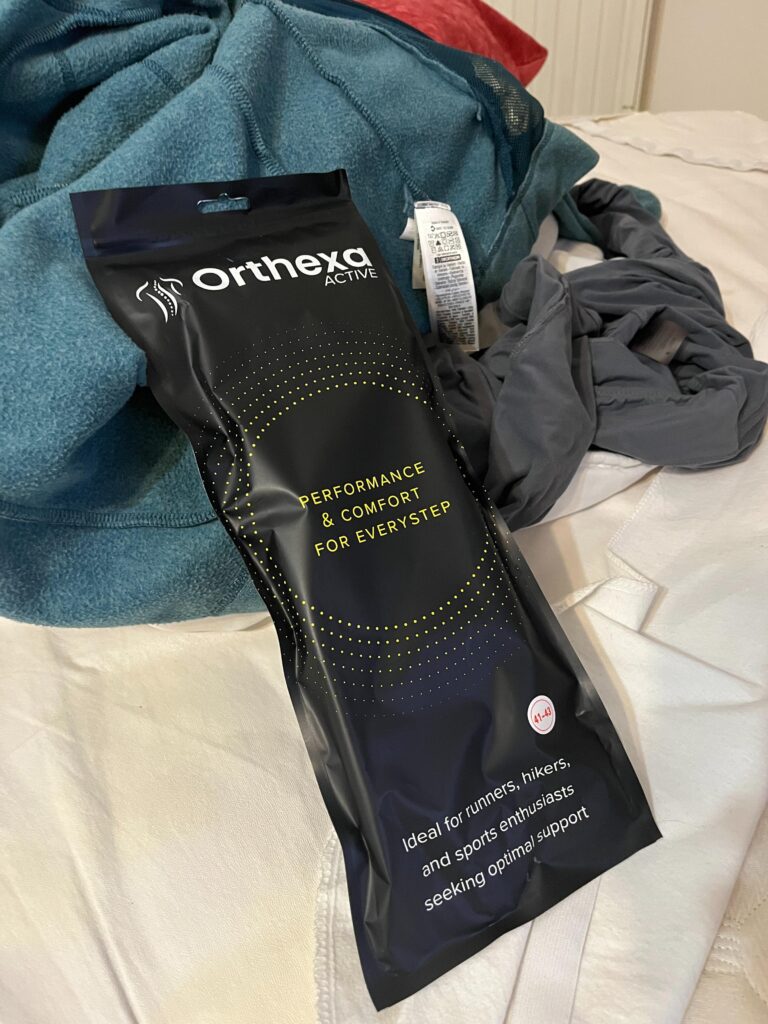 Orthexa
ACTIVE
PERFORMANCE
& COMFORT
FOR EVERYSTEP
41-43
Ideal for runners, hikers,
and sports enthusiasts
seeking optimal support